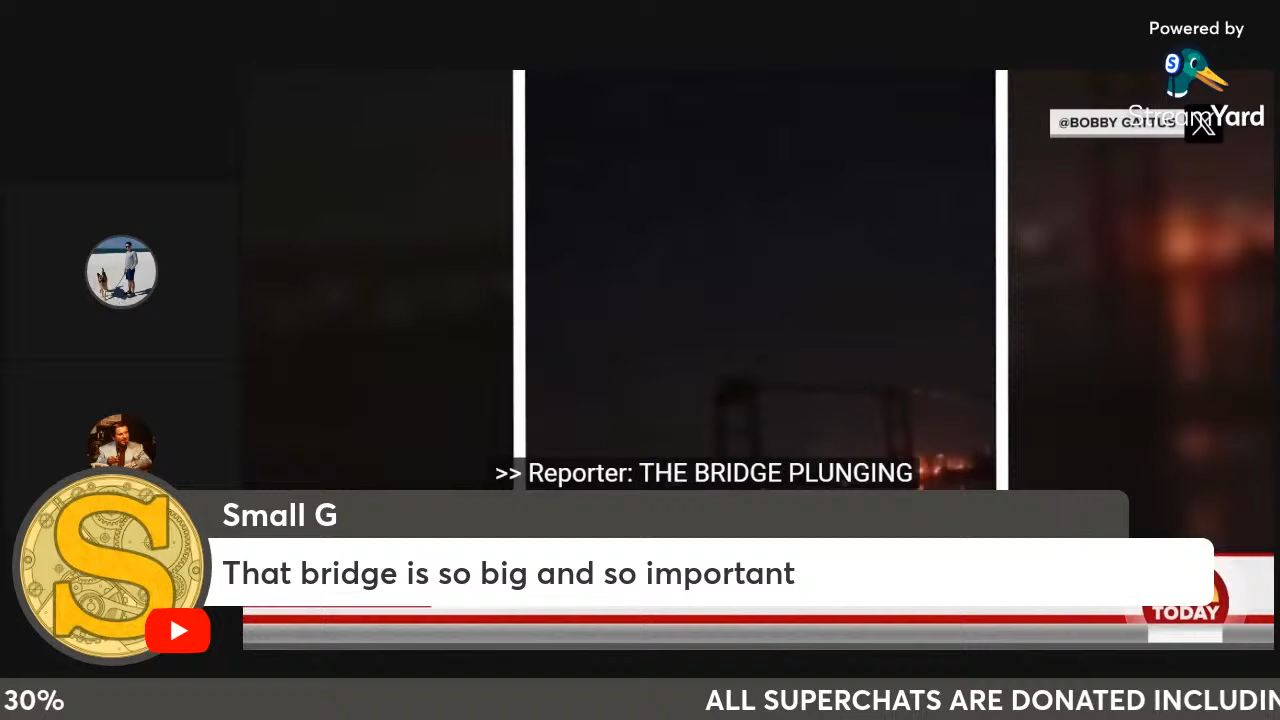 Powered by
StreamYard
@BOBBY GATTUS
>> Reporter: THE BRIDGE PLUNGING
Small G
That bridge is so big and so important
TODAY
30%
ALL SUPERCHATS ARE DONATED INCLUDIN